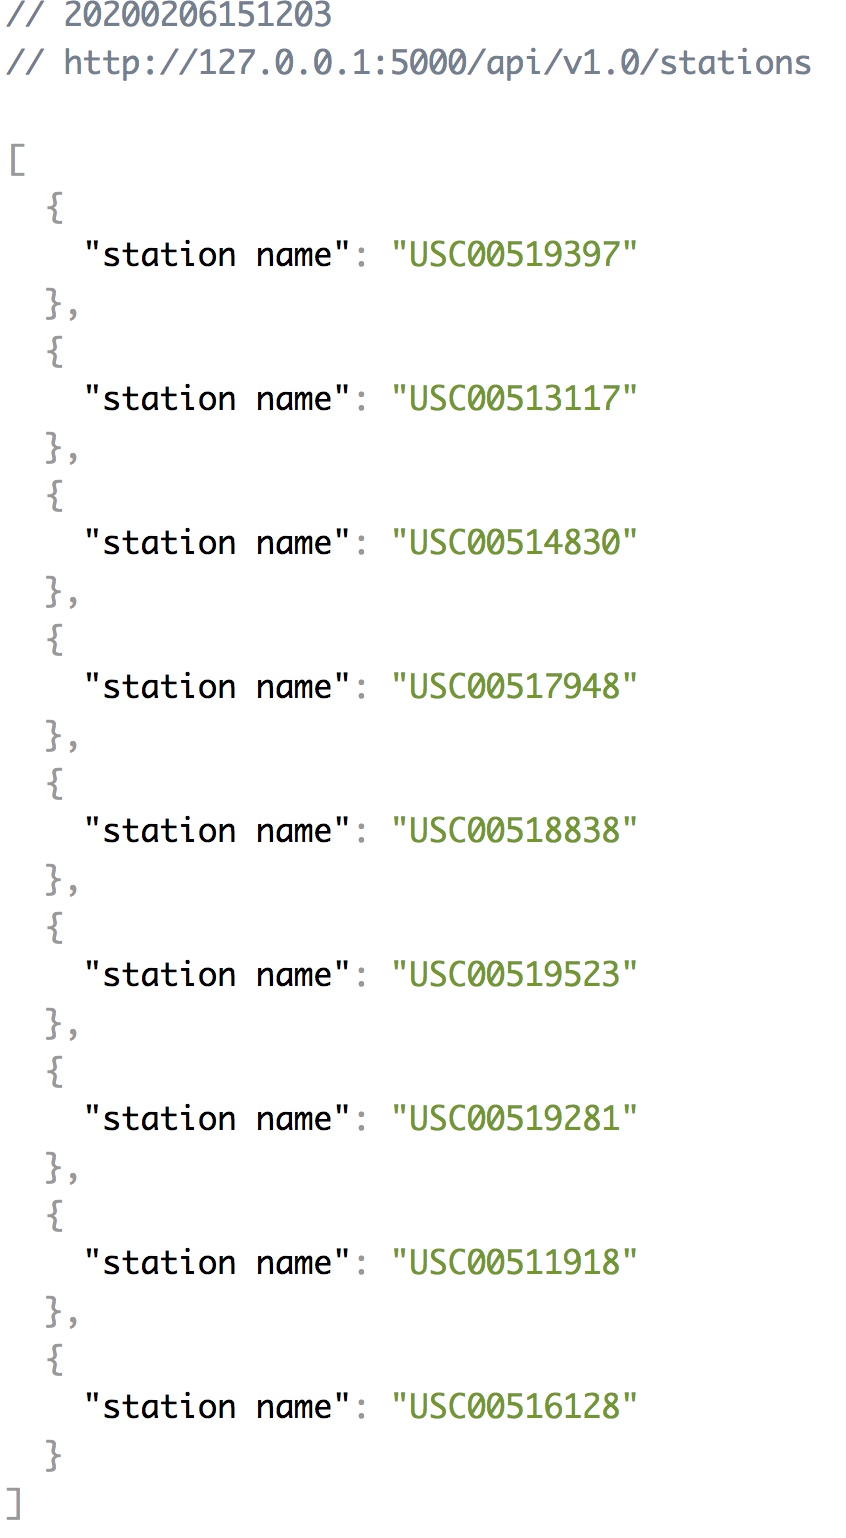 // 20200206151203
// http://127.0.0.1:5000/api/v1.0/stations
[
  {
    "station name": "USC00519397"
  },
  {
    "station name": "USC00513117"
  },
  {
    "station name": "USC00514830"
  },
  {
    "station name": "USC00517948"
  },
  {
    "station name": "USC00518838"
  },
  {
    "station name": "USC00519523"
  },
  {
    "station name": "USC00519281"
  },
  {
    "station name": "USC00511918"
  },
  {
    "station name": "USC00516128"
  }
]